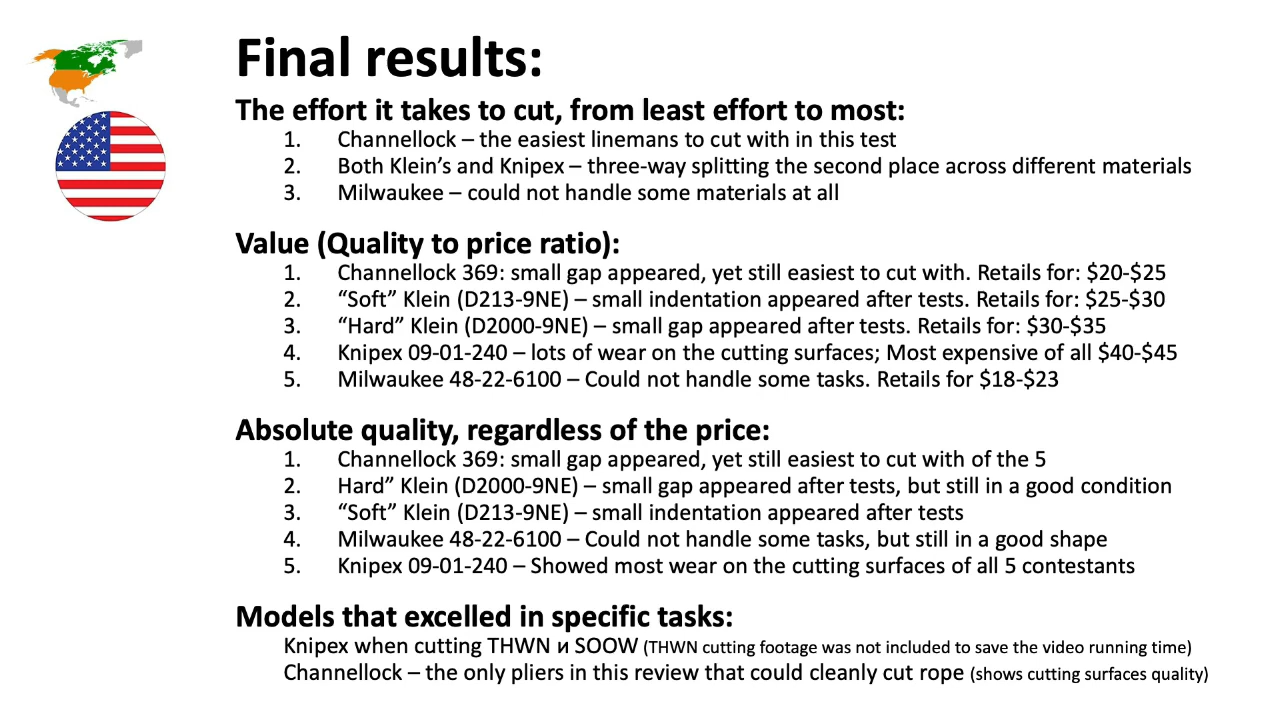 Final results:
The effort it takes to cut, from least effort to most:
1. Channellock – the easiest linemans to cut with in this test
2. Both Klein's and Knipex – three-way splitting the second place across different materials
3. Milwaukee – could not handle some materials at all
Value (Quality to price ratio):
1. Channellock 369: small gap appeared, yet still easiest to cut with. Retails for: $20-$25
2. “Soft” Klein (D213-9NE) – small indentation appeared after tests. Retails for: $25-$30
3. “Hard” Klein (D2000-9NE) – small gap appeared after tests. Retails for: $30-$35
4. Knipex 09-01-240 – lots of wear on the cutting surfaces; Most expensive of all $40-$45
5. Milwaukee 48-22-6100 – Could not handle some tasks. Retails for $18-$23
Absolute quality, regardless of the price:
1. Channellock 369: small gap appeared, yet still easiest to cut with of the 5
2. Hard” Klein (D2000-9NE) – small gap appeared after tests, but still in a good condition
3. “Soft” Klein (D213-9NE) – small indentation appeared after tests
4. Milwaukee 48-22-6100 – Could not handle some tasks, but still in a good shape
5. Knipex 09-01-240 – Showed most wear on the cutting surfaces of all 5 contestants
Models that excelled in specific tasks:
Knipex when cutting THWN и SOOW (THWN cutting footage was not included to save the video running time)
Channellock – the only pliers in this review that could cleanly cut rope (shows cutting surfaces quality)